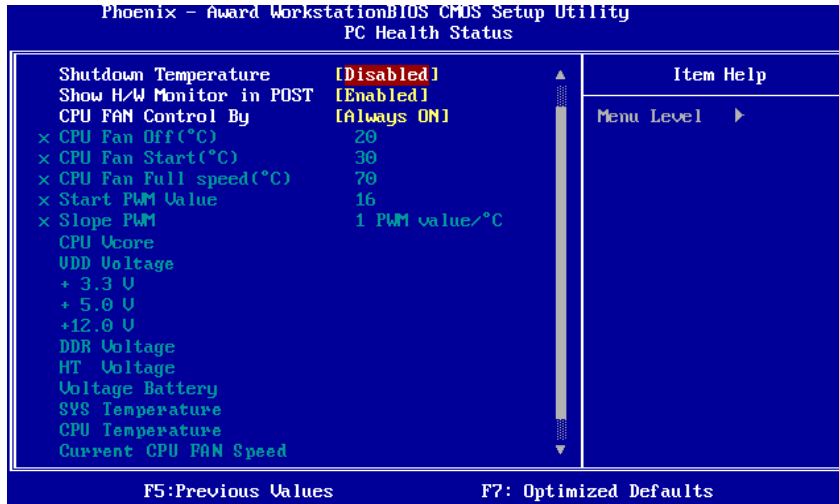 Phoenix - Award WorkstationBIOS CMOS Setup Utility
PC Health Status
Shutdown Temperature [Disabled]
Show H/W Monitor in POST [Enabled]
CPU FAN Control By [Always ON]
x CPU Fan Off(°C) 20
x CPU Fan Start(°C) 30
x CPU Fan Full speed(°C) 70
x Start PWM Value 16
x Slope PWM 1 PWM value/°C
CPU Vcore
VDD Voltage
+ 3.3 V
+ 5.0 V
+12.0 V
DDR Voltage
HT Voltage
Voltage Battery
SYS Temperature
CPU Temperature
Current CPU FAN Speed
Item Help
Menu Level ▶
F5:Previous Values F7: Optimized Defaults